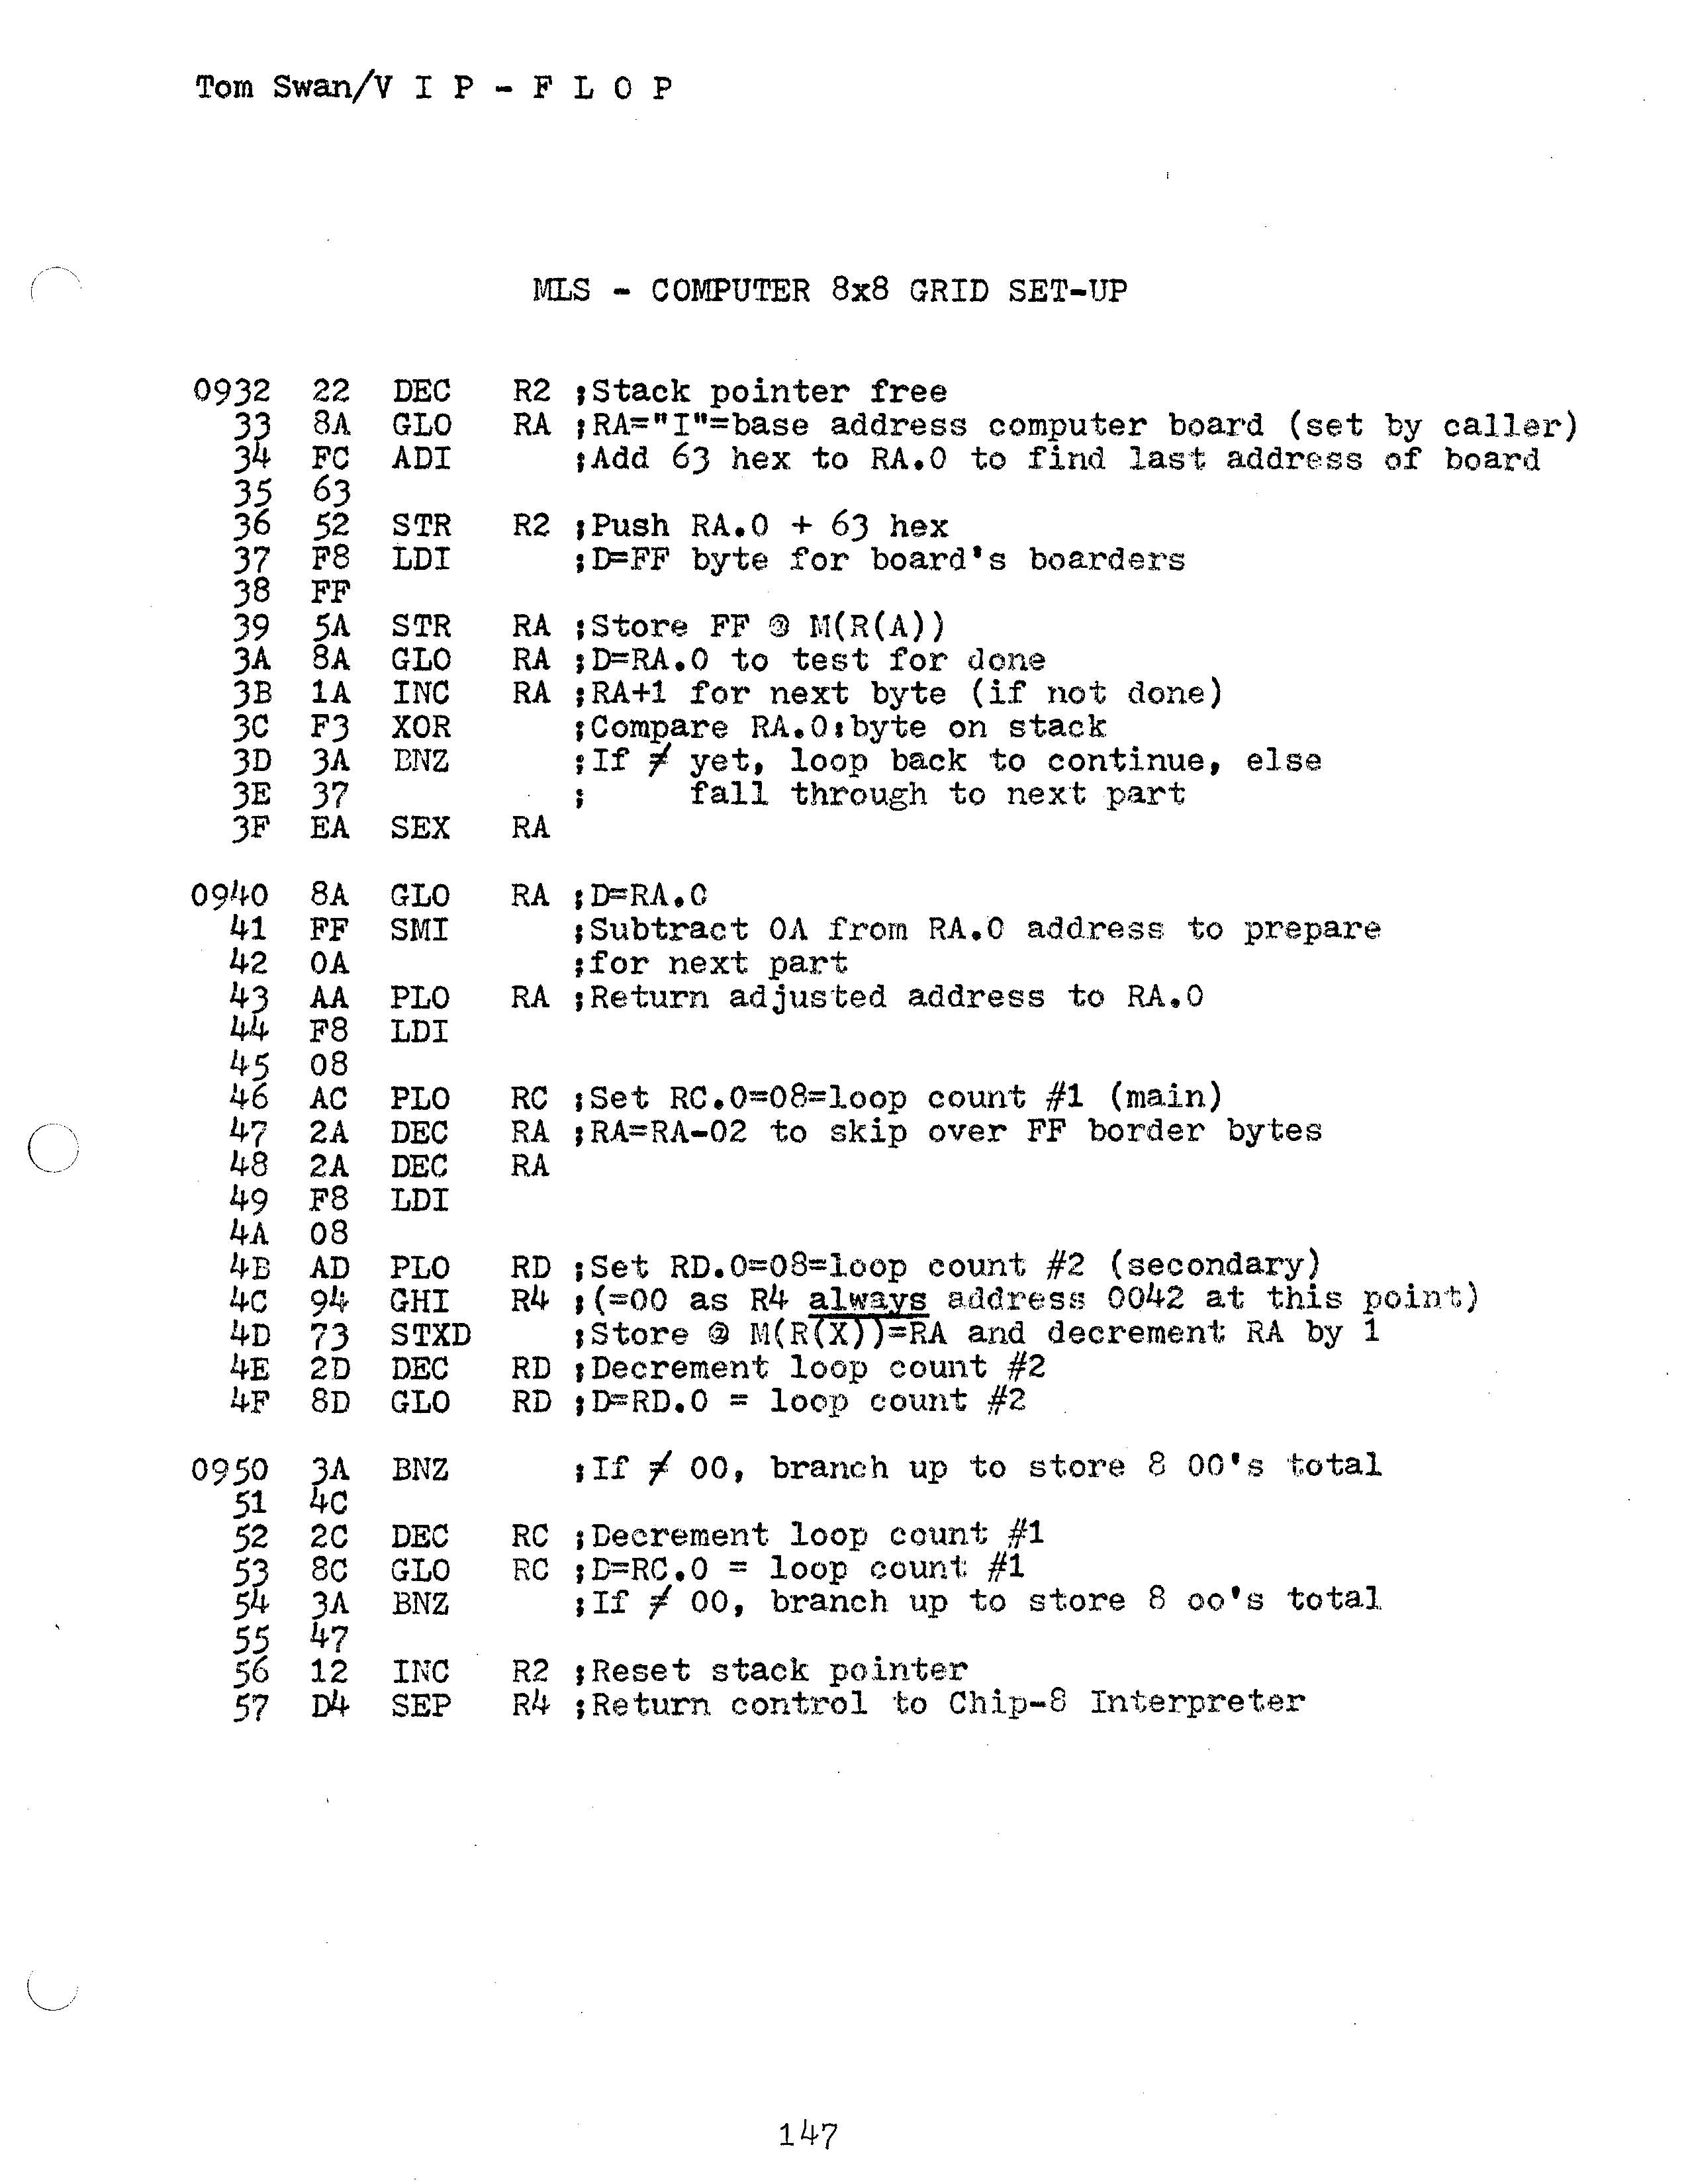 Tom Swan/V I P - F L O P
MLS - COMPUTER 8x8 GRID SET-UP
0932 22 DEC R2 ;Stack pointer free
33 8A GLO RA ;RA="I"=base address computer board (set by caller)
34 FC ADI ;Add 63 hex to RA.0 to find last address of board
35 63
36 52 STR R2 ;Push RA.0 + 63 hex
37 F8 LDI ;D=FF byte for board's boarders
38 FF
39 5A STR RA ;Store FF @ M(R(A))
3A 8A GLO RA ;D=RA.0 to test for done
3B 1A INC RA ;RA+1 for next byte (if not done)
3C F3 XOR ;Compare RA.0:byte on stack
3D 3A BNZ ;If ≠ yet, loop back to continue, else
3E 37 ; fall through to next part
3F EA SEX RA
0940 8A GLO RA ;D=RA.0
41 FF SMI ;Subtract 0A from RA.0 address to prepare
42 0A ;for next part
43 AA PLO RA ;Return adjusted address to RA.0
44 F8 LDI
45 08
46 AC PLO RC ;Set RC.0=08=loop count #1 (main)
47 2A DEC RA ;RA=RA-02 to skip over FF border bytes
48 2A DEC RA
49 F8 LDI
4A 08
4B AD PLO RD ;Set RD.0=08=loop count #2 (secondary)
4C 94 GHI R4 ;(=00 as R4 always address 0042 at this point)
4D 73 STXD ;Store @ M(R(X))=RA and decrement RA by 1
4E 2D DEC RD ;Decrement loop count #2
4F 8D GLO RD ;D=RD.0 = loop count #2
0950 3A BNZ ;If ≠ 00, branch up to store 8 00's total
51 4C
52 2C DEC RC ;Decrement loop count #1
53 8C GLO RC ;D=RC.0 = loop count #1
54 3A BNZ ;If ≠ 00, branch up to store 8 oo's total
55 47
56 12 INC R2 ;Reset stack pointer
57 D4 SEP R4 ;Return control to Chip-8 Interpreter
147